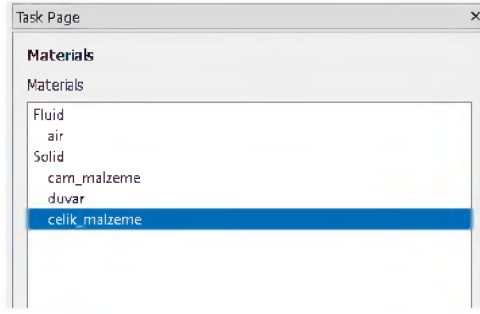 Task Page
Materials
Materials
Fluid
air
Solid
cam_malzeme
duvar
celik_malzeme